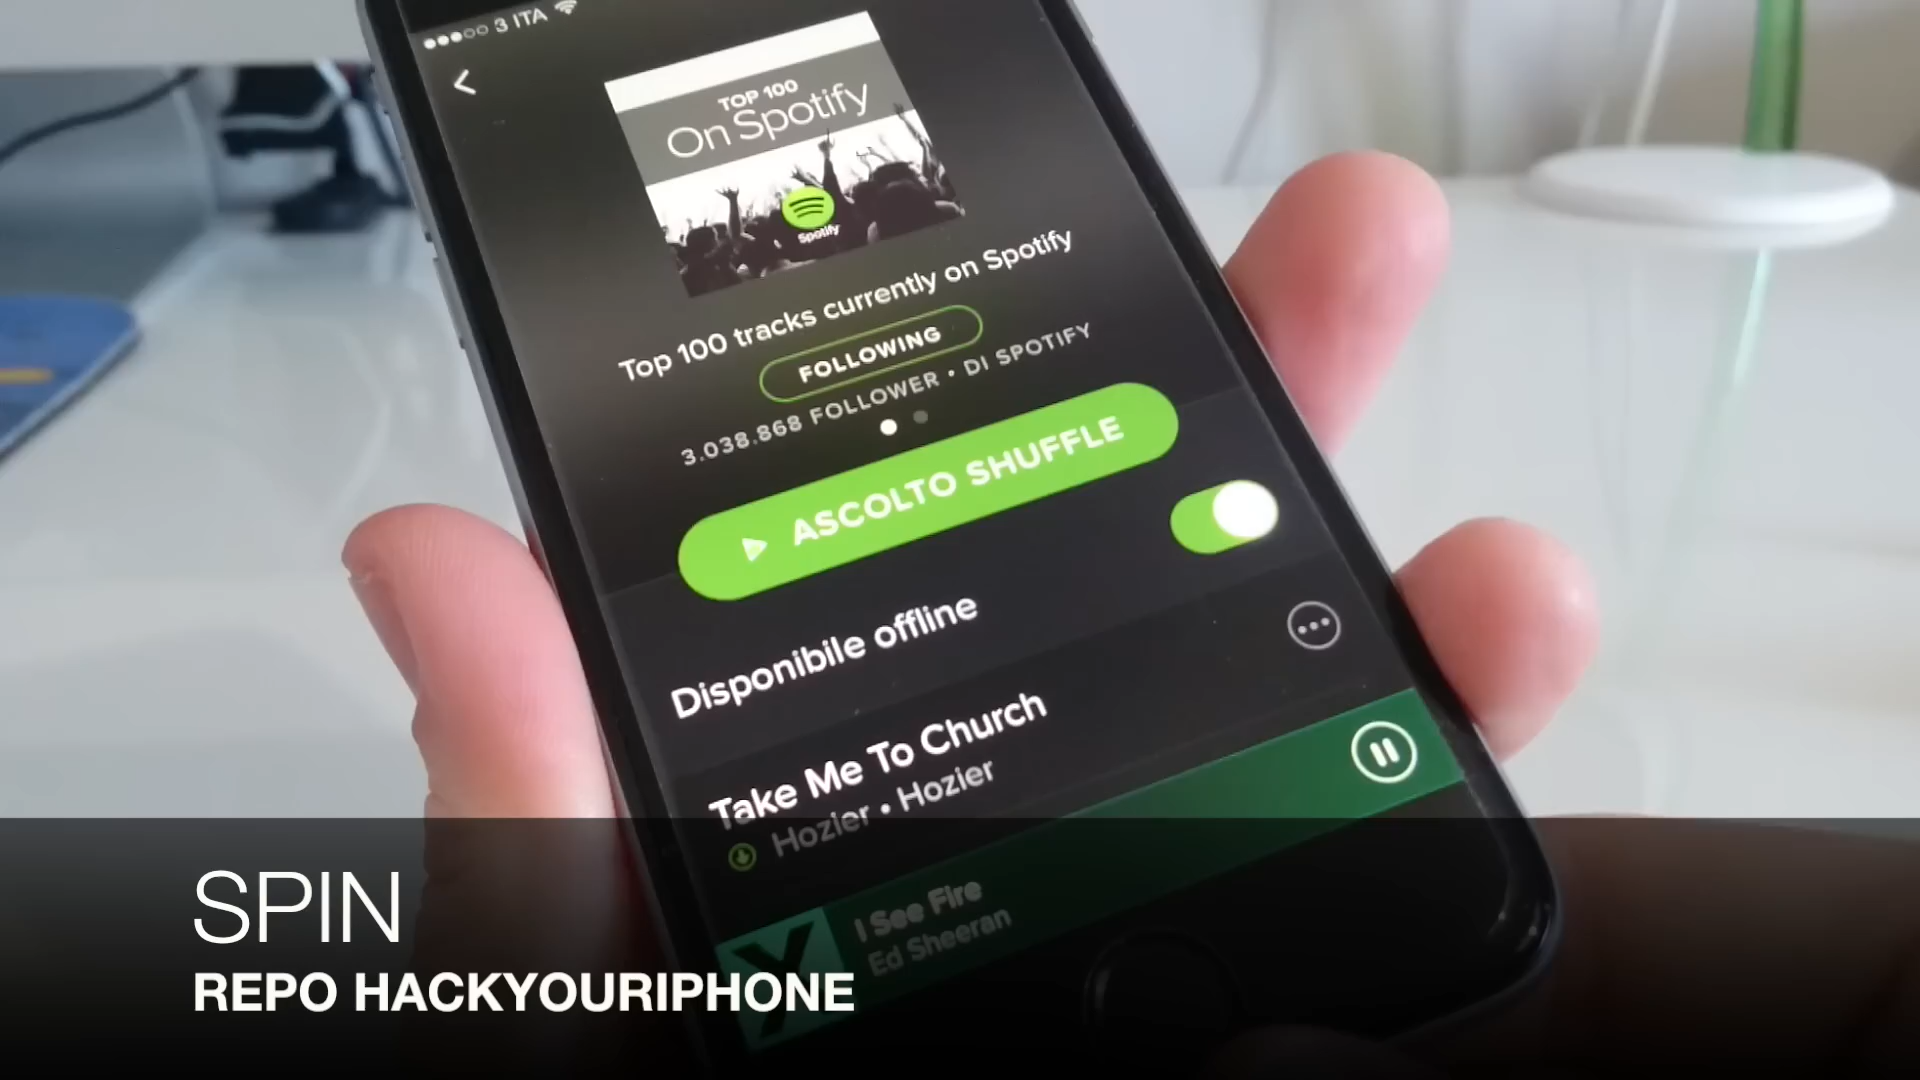 3 ITA
TOP 100
On Spotify
Spotify
Top 100 tracks currently on Spotify
FOLLOWING
3.038.868 FOLLOWER • DI SPOTIFY
ASCOLTO SHUFFLE
Disponibile offline
Take Me To Church
Hozier • Hozier
I See Fire
Ed Sheeran
SPIN
REPO HACKYOURIPHONE